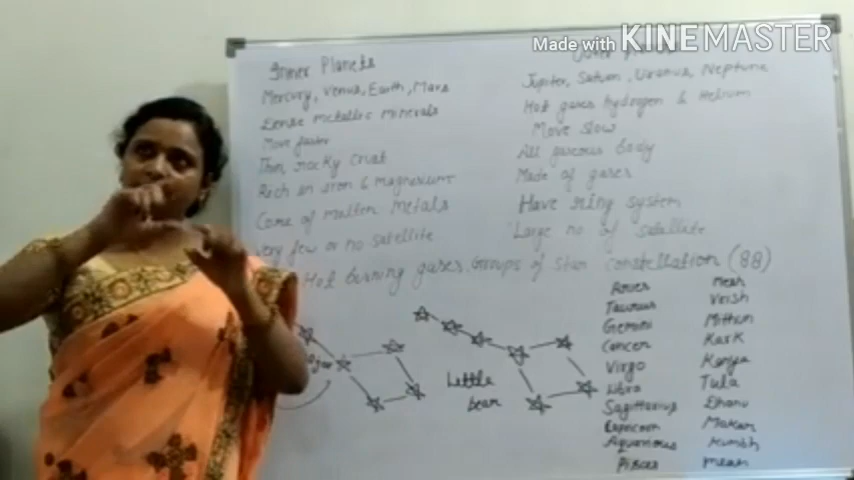 Made with KINEMASTER
Inner Planets
Mercury, Venus, Earth, Mars
Dense metallic minerals
Move faster
Thin rocky crust
Rich in iron & magnesium
Core of molten metals
very few or no satellite
Outer
Jupiter, Saturn, Uranus, Neptune
Hot gases hydrogen & Helium
Move slow
All gaseous body
Made of gases
Have ring system
Large no of satellite
Hot burning gases. Groups of star constellation (88)
Little
bear
Aries Mesh
Taurus Vrish
Gemini Mithun
Cancer Kark
Virgo Kanya
Libra Tula
Sagittarius Dhanu
Capricorn Makar
Aquarious Kumbh
Pisces Meen